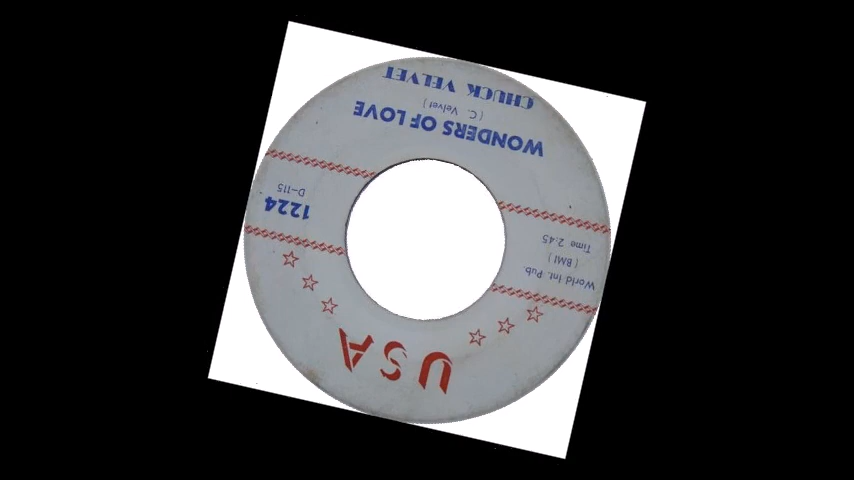 USA
World Int. Pub.
( BMI )
Time 2:45
1224
D-115
WONDERS OF LOVE
( C. Velvet )
CHUCK VELVET